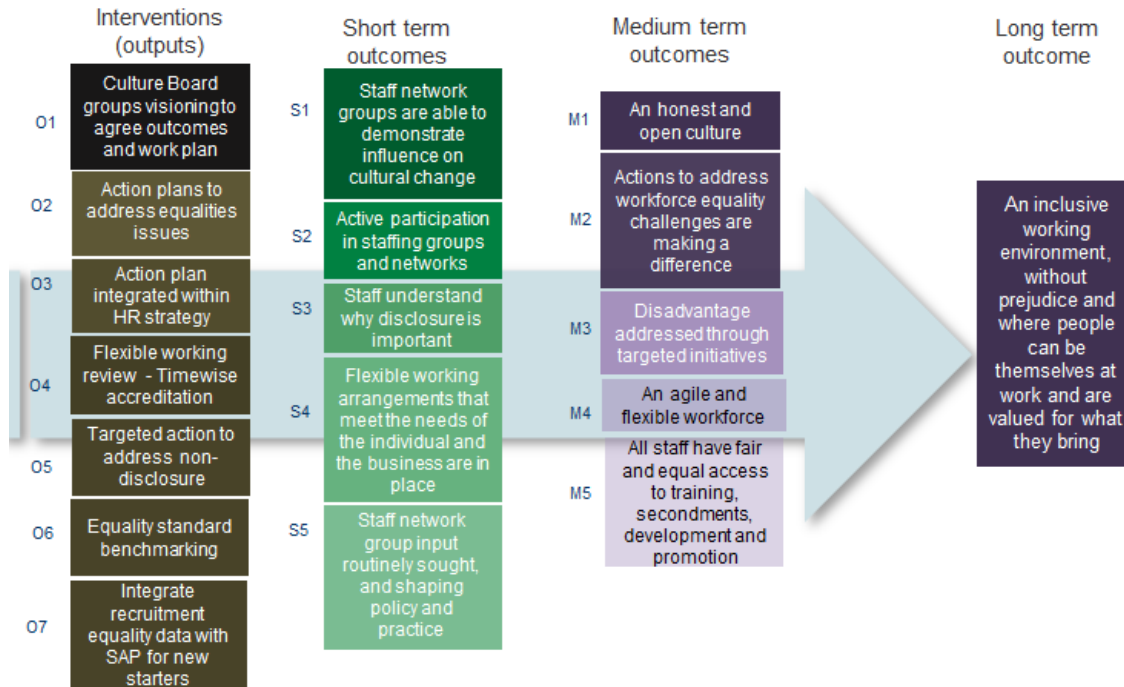 Interventions
(outputs)
O1
Culture Board
groups visioning to
agree outcomes
and work plan
O2
Action plans to
address equalities
issues
O3
Action plan
integrated within
HR strategy
O4
Flexible working
review - Timewise
accreditation
O5
Targeted action to
address non-
disclosure
O6
Equality standard
benchmarking
O7
Integrate
recruitment
equality data with
SAP for new
starters
Short term
outcomes
S1
Staff network
groups are able to
demonstrate
influence on
cultural change
S2
Active participation
in staffing groups
and networks
S3
Staff understand
why disclosure is
important
S4
Flexible working
arrangements that
meet the needs of
the individual and
the business are in
place
S5
Staff network
group input
routinely sought,
and shaping
policy and
practice
Medium term
outcomes
M1
An honest and
open culture
M2
Actions to address
workforce equality
challenges are
making a
difference
M3
Disadvantage
addressed through
targeted initiatives
M4
An agile and
flexible workforce
M5
All staff have fair
and equal access
to training,
secondments,
development and
promotion
Long term
outcome
An inclusive
working
environment,
without
prejudice and
where people
can be
themselves at
work and are
valued for what
they bring